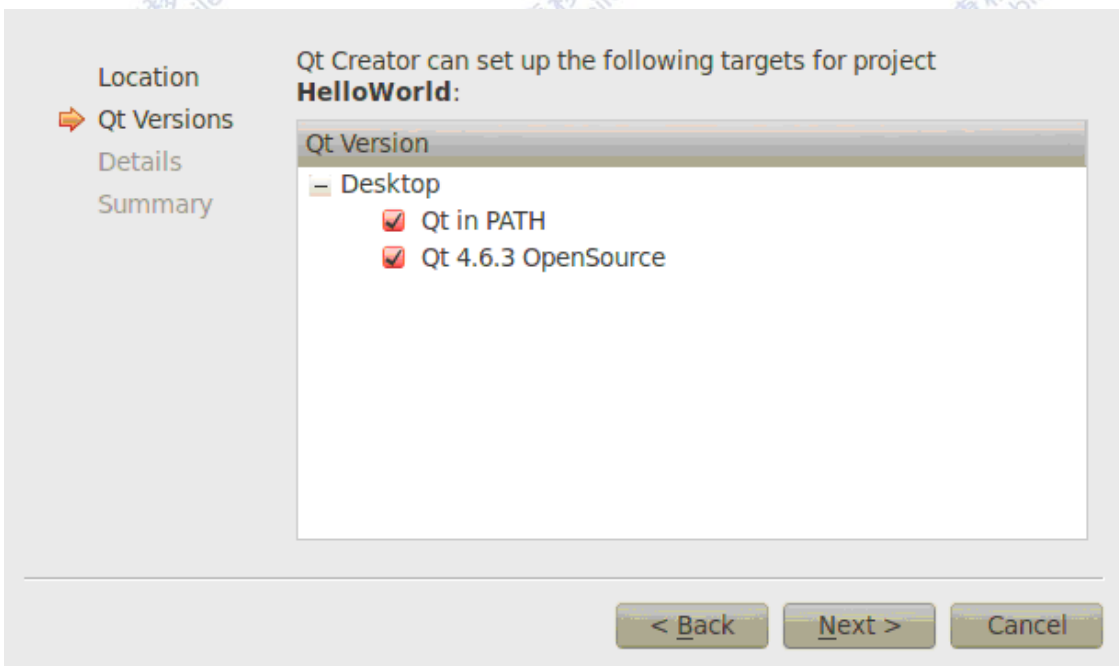 Location
Qt Versions
Details
Summary
Qt Creator can set up the following targets for project
HelloWorld:
Qt Version
Desktop
Qt in PATH
Qt 4.6.3 OpenSource
< Back
Next >
Cancel